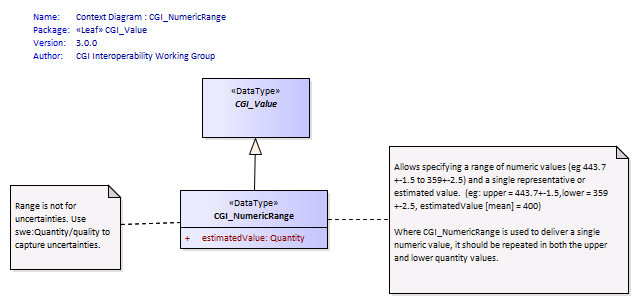 Name: Context Diagram : CGI_NumericRange
Package: «Leaf» CGI_Value
Version: 3.0.0
Author: CGI Interoperability Working Group
«DataType»
CGI_Value
Allows specifying a range of numeric values (eg 443.7
+-1.5 to 359+-2.5) and a single representative or
estimated value. (eg: upper = 443.7+-1.5,lower = 359
+-2.5, estimatedValue [mean] = 400)
Where CGI_NumericRange is used to deliver a single
numeric value, it should be repeated in both the upper
and lower quantity values.
Range is not for
uncertainties. Use
swe:Quantity/quality to
capture uncertainties.
«DataType»
CGI_NumericRange
+ estimatedValue: Quantity